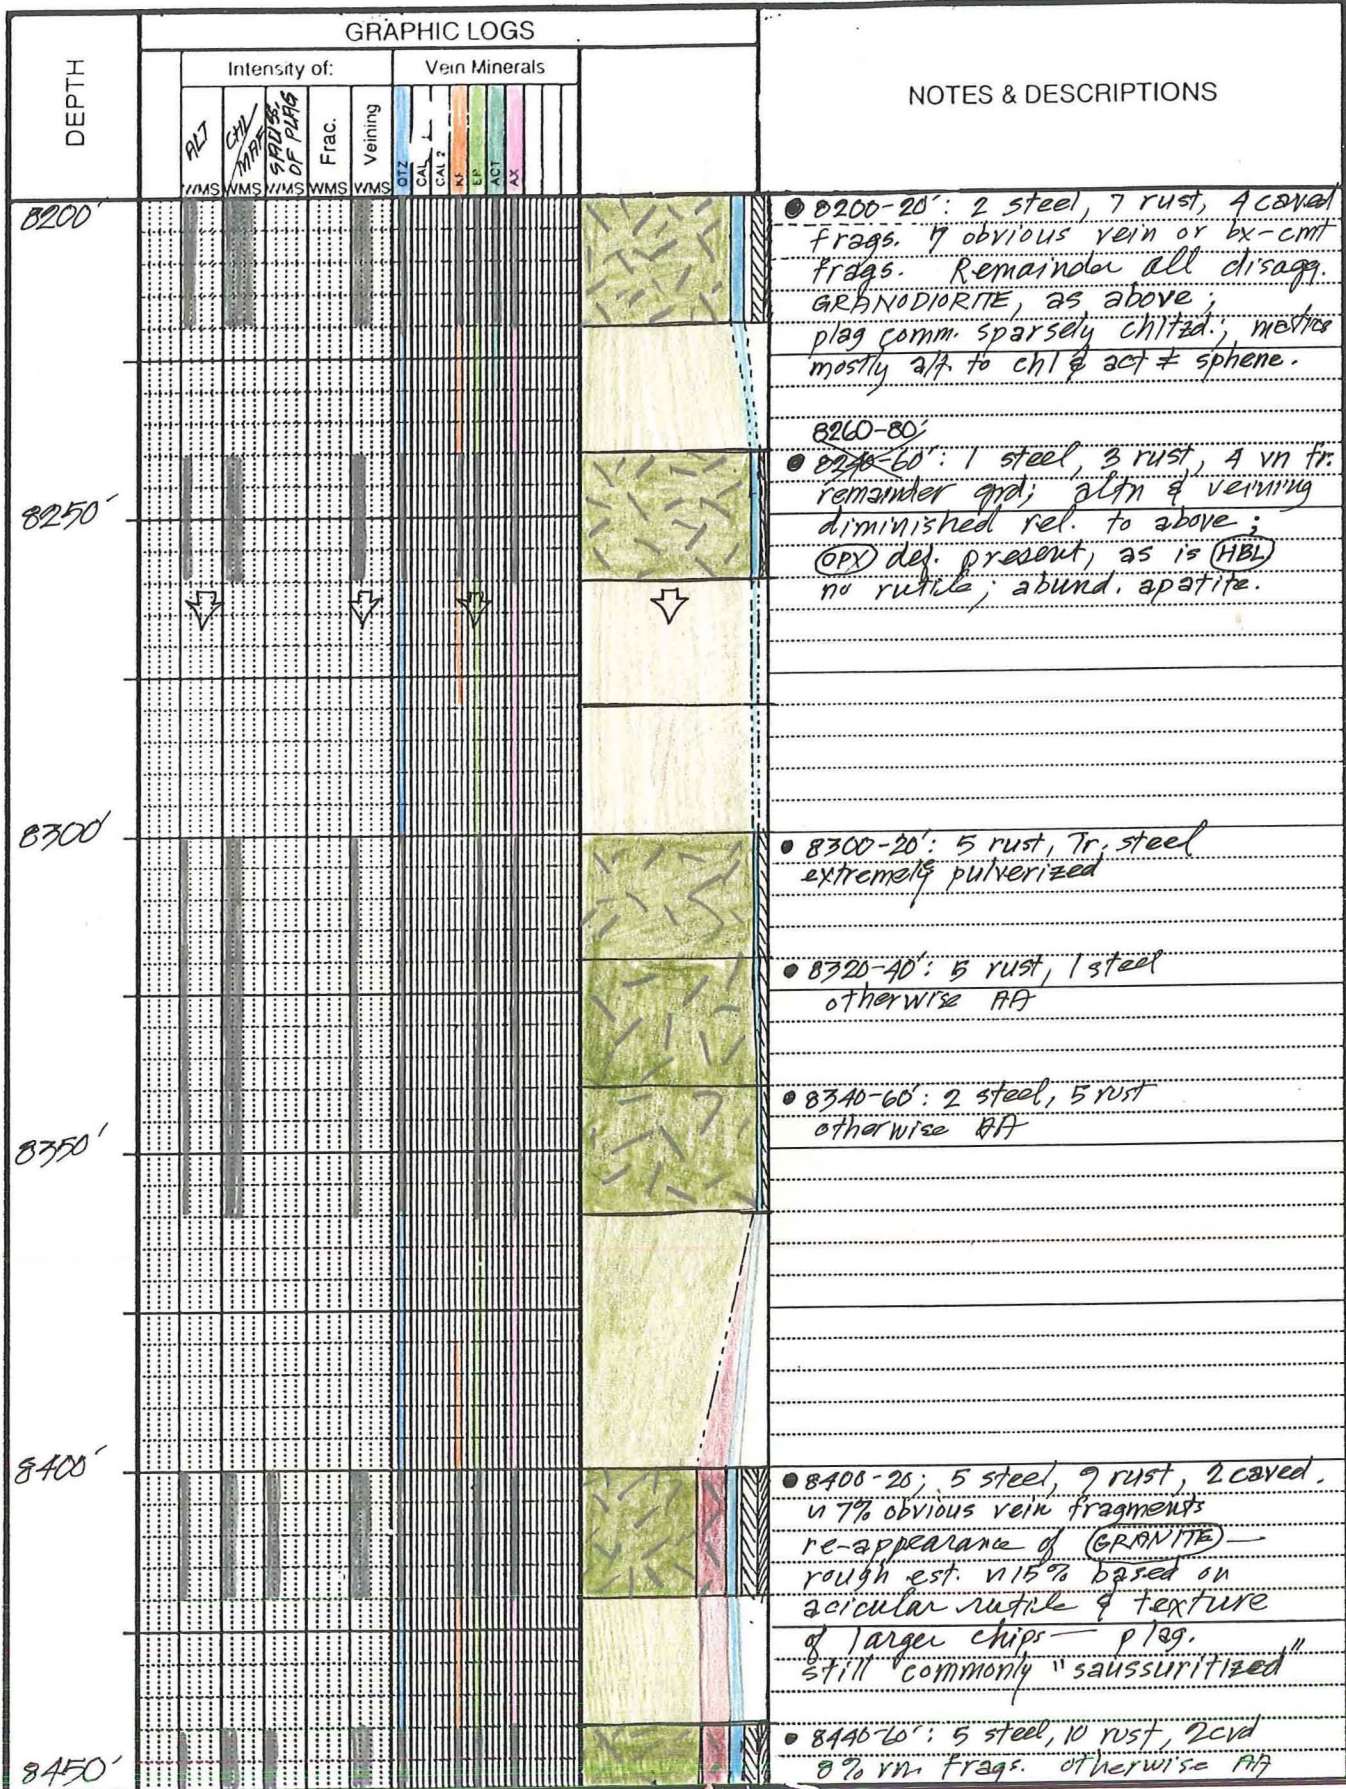 GRAPHIC LOGS
DEPTH
Intensity of:
Vein Minerals
NOTES & DESCRIPTIONS
ALT
CHL/MAF
SAUSS. OF PLAG
Frac.
Veining
QTZ
CAL 1
CAL 2
KF
EP
ACT
AX
WMS WMS WMS WMS WMS
8200'
● 8200-20': 2 steel, 7 rust, 4 caved
frags. 7 obvious vein or bx-cmt
frags. Remainder all disagg.
GRANODIORITE, as above;
plag comm. sparsely chltzd.; mafics
mostly alt. to chl & act ± sphene.
8260-80'
● 8240-60': 1 steel, 3 rust, 4 vn fr.
remainder grd; altn & veining
8250'
diminished rel. to above;
OPX def. present, as is HBL
no rutile; abund. apatite.
8300'
● 8300-20': 5 rust, Tr. steel
extremely pulverized
● 8320-40': 5 rust, 1 steel
otherwise AA
● 8340-60': 2 steel, 5 rust
otherwise AA
8350'
8400'
● 8400-20; 5 steel, 9 rust, 2 caved.
~ 7% obvious vein fragments
re-appearance of GRANITE —
rough est. ~15% based on
acicular rutile & texture
of larger chips — plag.
still commonly "saussuritized"
● 8440-60': 5 steel, 10 rust, 2 cvd
8450'
8% vn. frags. otherwise AA